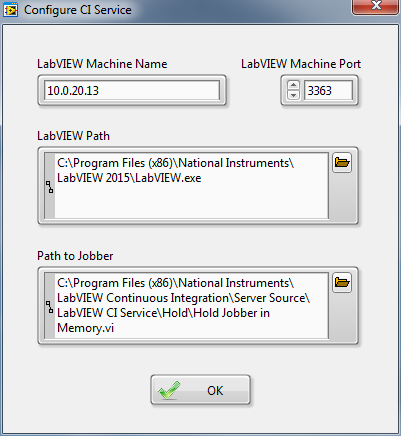 Configure CI Service
LabVIEW Machine Name
LabVIEW Machine Port
10.0.20.13
3363
LabVIEW Path
C:\Program Files (x86)\National Instruments\
LabVIEW 2015\LabVIEW.exe
Path to Jobber
C:\Program Files (x86)\National Instruments\
LabVIEW Continuous Integration\Server Source\
LabVIEW CI Service\Hold\Hold Jobber in
Memory.vi
OK